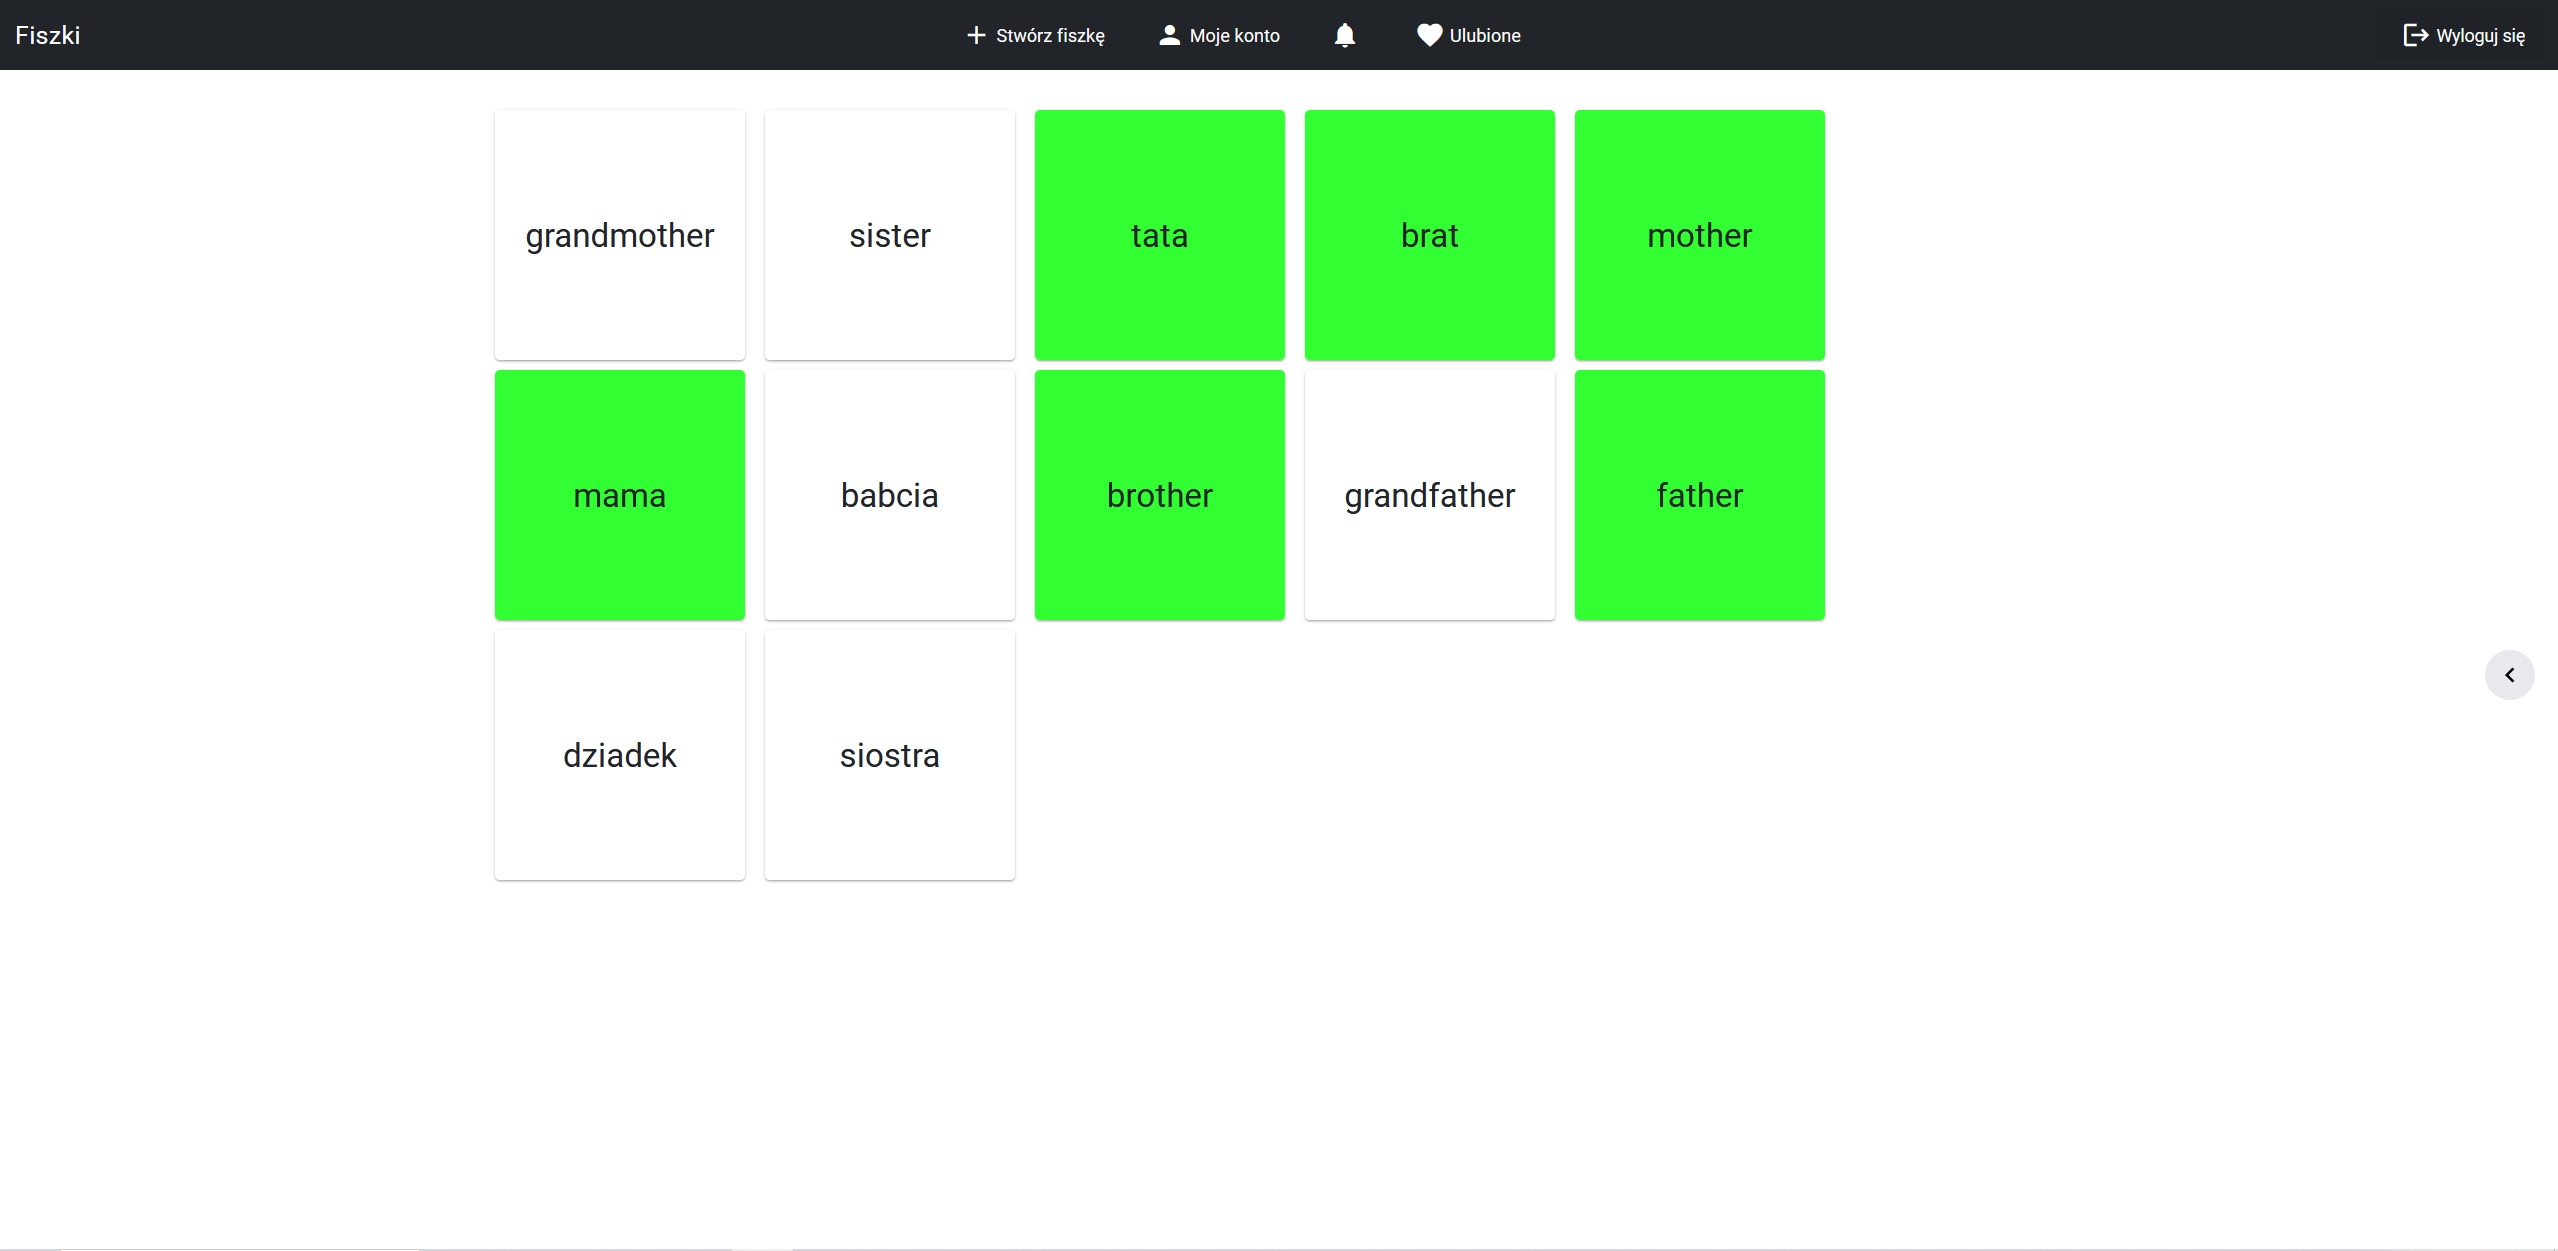 Fiszki
Stwórz fiszkę
Moje konto
Ulubione
Wyloguj się
grandmother
sister
tata
brat
mother
mama
babcia
brother
grandfather
father
dziadek
siostra